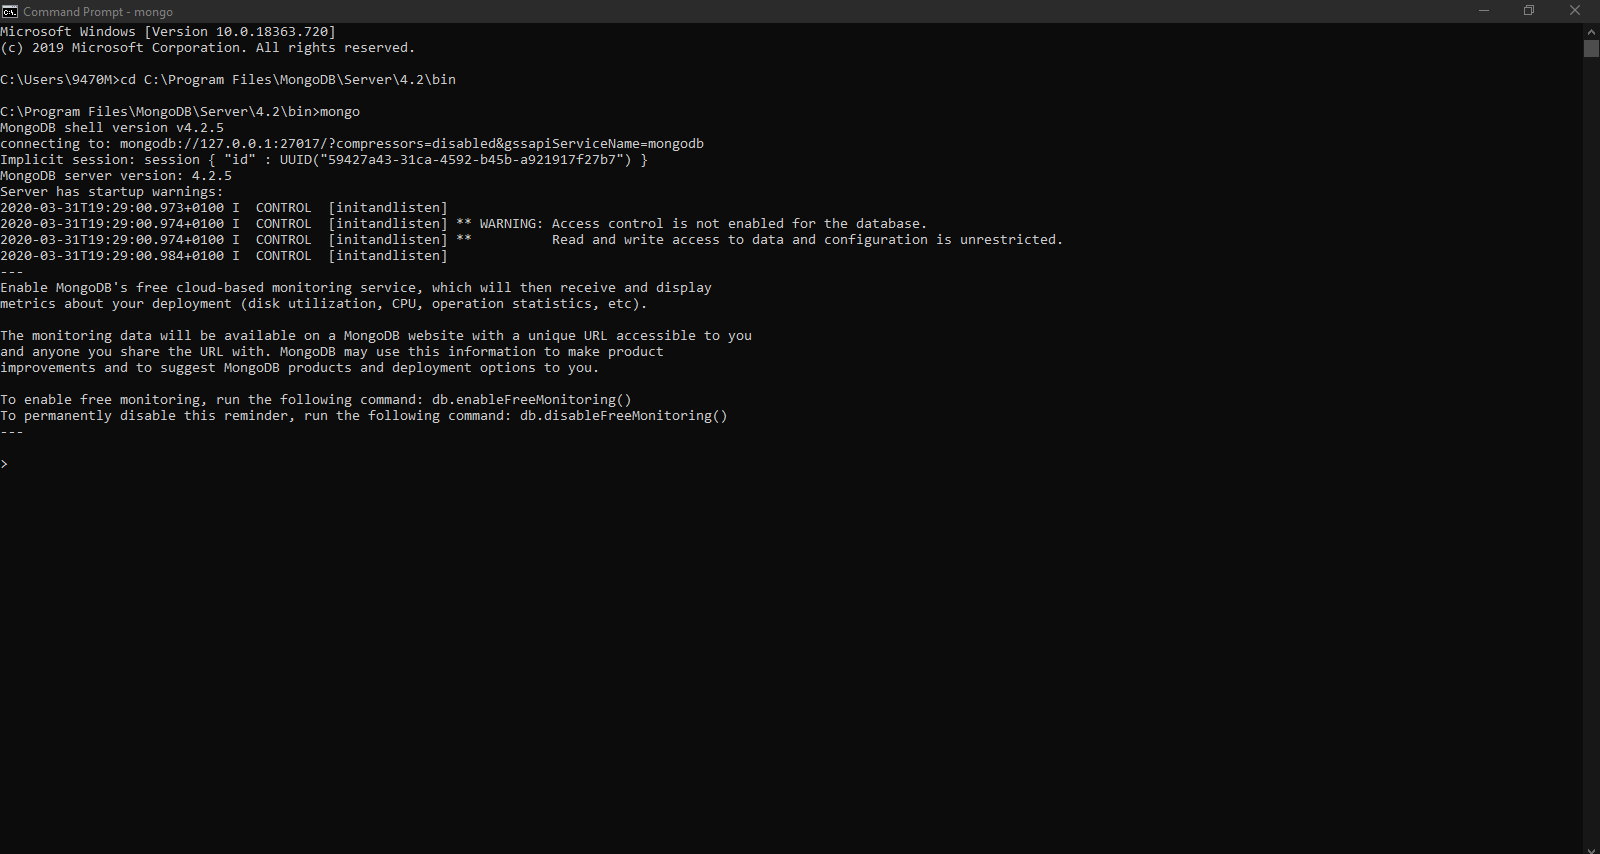 Command Prompt - mongo
Microsoft Windows [Version 10.0.18363.720]
(c) 2019 Microsoft Corporation. All rights reserved.
C:\Users\9470M>cd C:\Program Files\MongoDB\Server\4.2\bin
C:\Program Files\MongoDB\Server\4.2\bin>mongo
MongoDB shell version v4.2.5
connecting to: mongodb://127.0.0.1:27017/?compressors=disabled&gssapiServiceName=mongodb
Implicit session: session { "id" : UUID("59427a43-31ca-4592-b45b-a921917f27b7") }
MongoDB server version: 4.2.5
Server has startup warnings:
2020-03-31T19:29:00.973+0100 I  CONTROL  [initandlisten]
2020-03-31T19:29:00.974+0100 I  CONTROL  [initandlisten] ** WARNING: Access control is not enabled for the database.
2020-03-31T19:29:00.974+0100 I  CONTROL  [initandlisten] **          Read and write access to data and configuration is unrestricted.
2020-03-31T19:29:00.984+0100 I  CONTROL  [initandlisten]
---
Enable MongoDB's free cloud-based monitoring service, which will then receive and display
metrics about your deployment (disk utilization, CPU, operation statistics, etc).
The monitoring data will be available on a MongoDB website with a unique URL accessible to you
and anyone you share the URL with. MongoDB may use this information to make product
improvements and to suggest MongoDB products and deployment options to you.
To enable free monitoring, run the following command: db.enableFreeMonitoring()
To permanently disable this reminder, run the following command: db.disableFreeMonitoring()
---
>